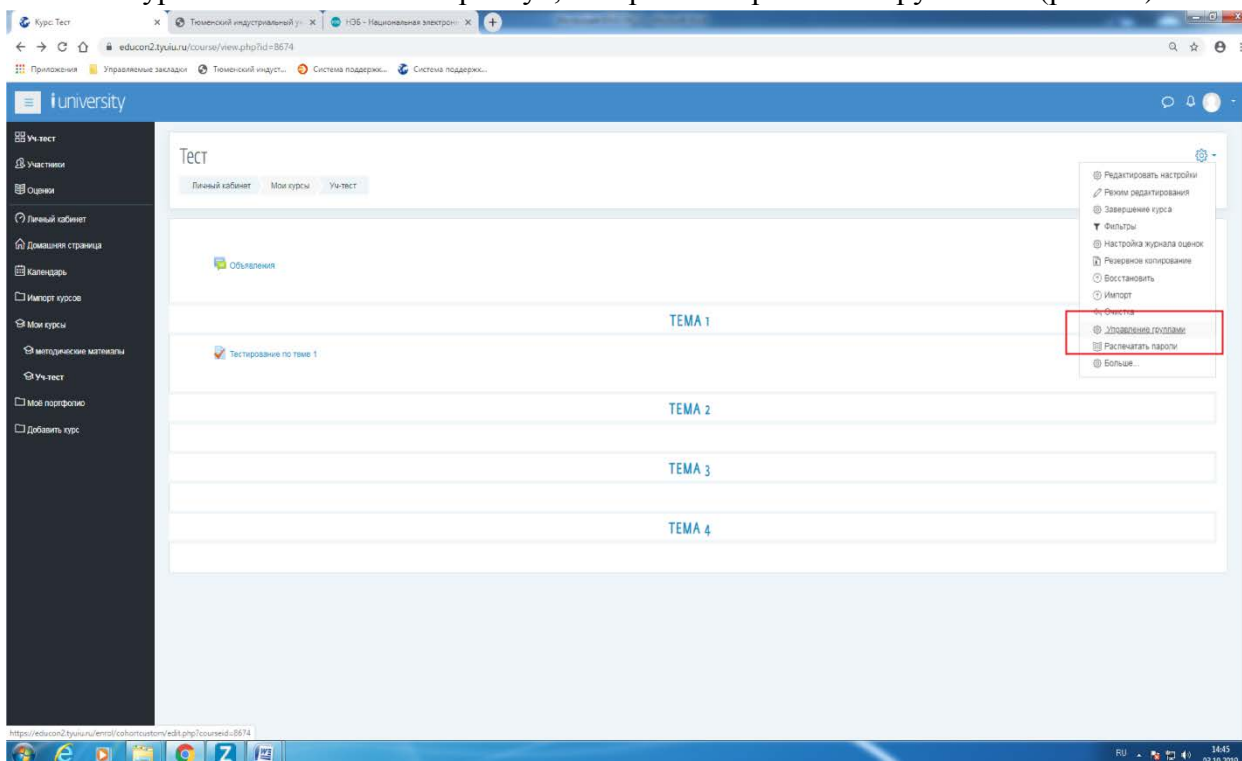 Курс: Тест
Тюменский индустриальный у
НЭБ - Национальная электрон
educon2.tyuiu.ru/course/view.php?id=8674
Приложения
Управляемые закладки
Тюменский индуст...
Система поддержк...
Система поддержк...
iuniversity
Уч-тест
Участники
Оценки
Личный кабинет
Домашняя страница
Календарь
Импорт курсов
Мои курсы
методические матеиалы
Уч-тест
Моё портфолио
Добавить курс
Тест
Личный кабинет
Мои курсы
Уч-тест
Редактировать настройки
Режим редактирования
Завершение курса
Фильтры
Настройка журнала оценок
Резервное копирование
Восстановить
Импорт
Очистка
Управление группами
Распечатать пароли
Больше...
Объявления
ТЕМА 1
Тестирование по теме 1
ТЕМА 2
ТЕМА 3
ТЕМА 4
https://educon2.tyuiu.ru/enrol/cohortcustom/edit.php?courseid=8674
RU
14:45
03.10.2019